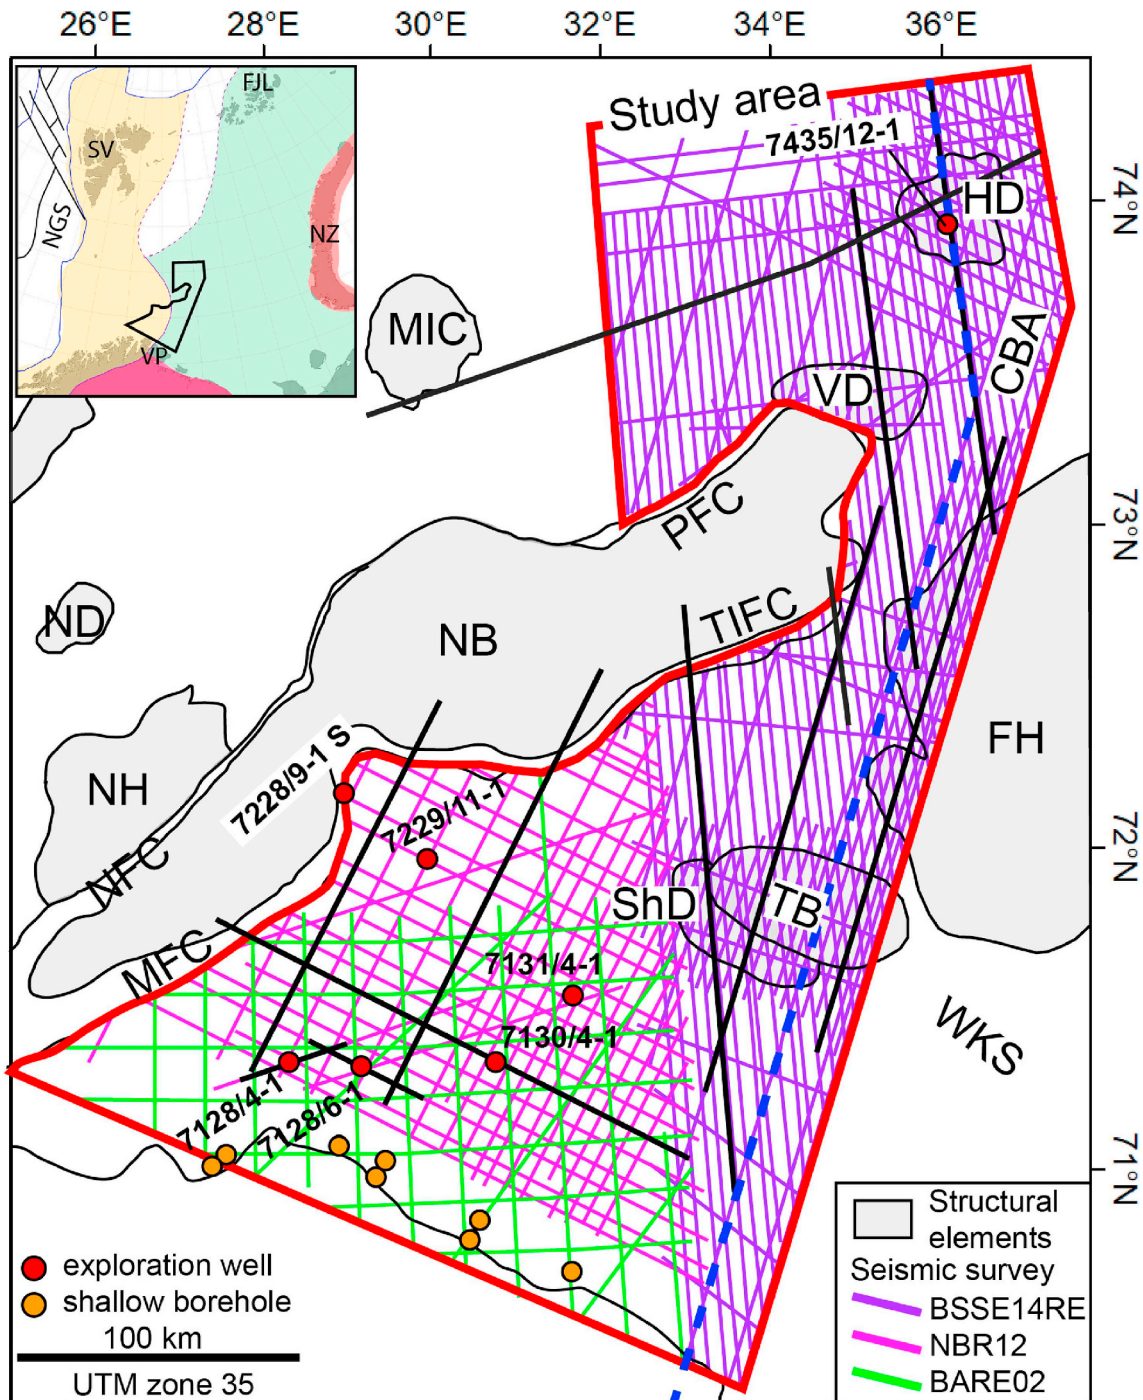 26°E 28°E 30°E 32°E 34°E 36°E
FJL
SV
NGS
NZ
VP
Study area
7435/12-1
HD
74°N
MIC
CBA
VD
73°N
PFC
ND
NB
TIFC
FH
NH
7228/9-1 S
7229/11-1
72°N
NFC
ShD
TB
MFC
7131/4-1
7130/4-1
WKS
7128/4-1
7128/6-1
71°N
exploration well
shallow borehole
100 km
UTM zone 35
Structural
elements
Seismic survey
BSSE14RE
NBR12
BARE02